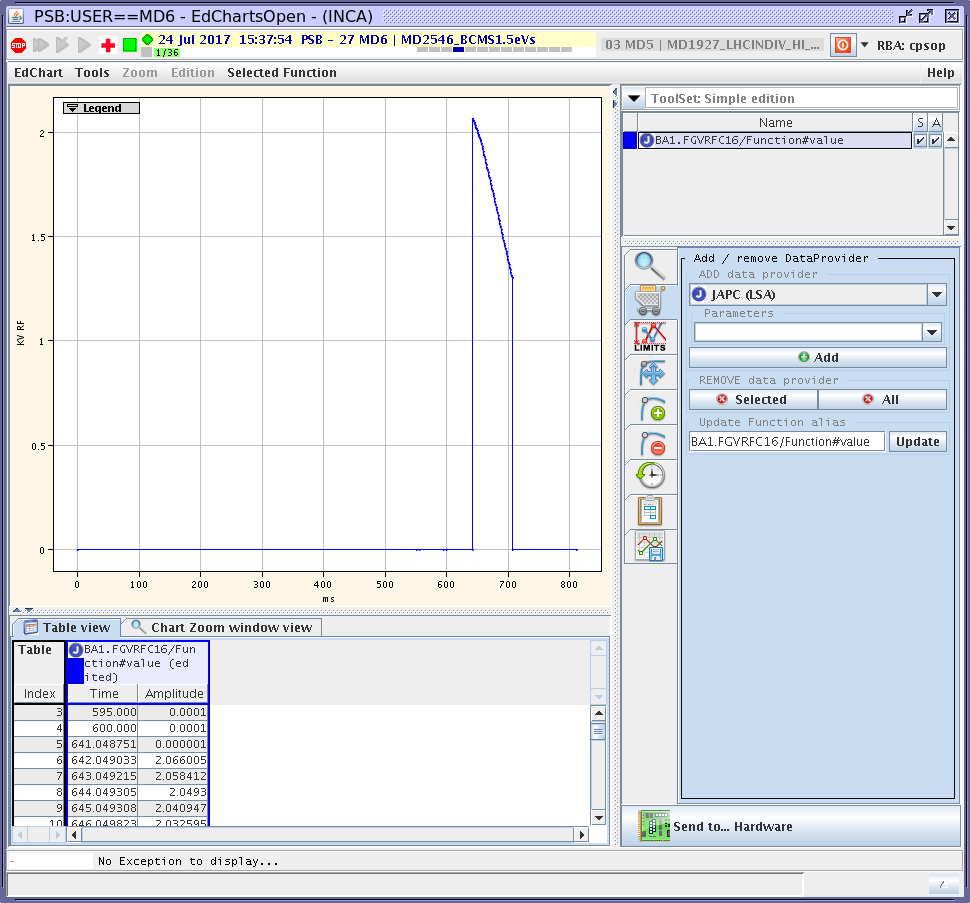 PSB:USER==MD6 - EdChartsOpen - (INCA)
STOP
24 Jul 2017 15:37:54 PSB - 27 MD6 | MD2546_BCMS1.5eVs
1/36
03 MD5 | MD1927_LHCINDIV_HI_...
RBA: cpsop
EdChart Tools Zoom Edition Selected Function Help
Legend
2
1.5
1
0.5
0
KV RF
0 100 200 300 400 500 600 700 800
ms
ToolSet: Simple edition
Name S A
BA1.FGVRFC16/Function#value
Add / remove DataProvider
ADD data provider
JAPC (LSA)
Parameters
Add
REMOVE data provider
Selected All
Update Function alias
BA1.FGVRFC16/Function#value Update
LIMITS
Table view Chart Zoom window view
Table
BA1.FGVRFC16/Fun
ction#value (ed
ited)
Index Time Amplitude
3 595.000 0.0001
4 600.000 0.0001
5 641.048751 0.000001
6 642.049033 2.066005
7 643.049215 2.058412
8 644.049305 2.0493
9 645.049308 2.040947
10 646.049823 2.032595
Send to... Hardware
- No Exception to display...